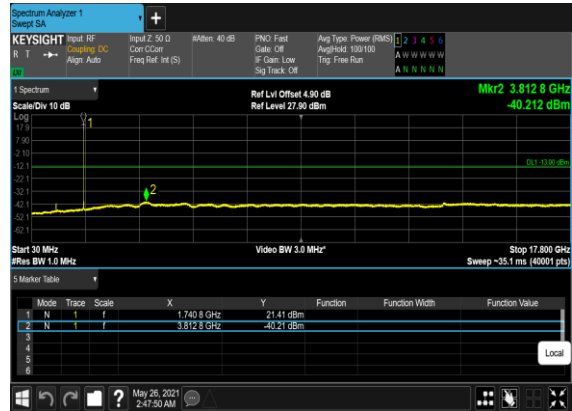 Spectrum Analyzer 1
Swept SA
KEYSIGHT Input: RF Input Z: 50 Ω #Atten: 40 dB PNO: Fast Avg Type: Power (RMS) 1 2 3 4 5 6
R T Coupling: DC Corr CCorr Gate: Off Avg|Hold: 100/100 A W W W W W
Align: Auto Freq Ref: Int (S) IF Gain: Low Trig: Free Run
Sig Track: Off A N N N N N
LW
1 Spectrum Ref Lvl Offset 4.90 dB Mkr2 3.812 8 GHz
Scale/Div 10 dB Ref Level 27.90 dBm -40.212 dBm
Log
17.9
7.90
-2.10
-12.1
-22.1
-32.1
-42.1
-52.1
-62.1
1
2
DL1 -13.00 dBm
Start 30 MHz Video BW 3.0 MHz* Stop 17.800 GHz
#Res BW 1.0 MHz Sweep ~35.1 ms (40001 pts)
5 Marker Table
Mode Trace Scale X Y Function Function Width Function Value
1 N 1 f 1.740 8 GHz 21.41 dBm
2 N 1 f 3.812 8 GHz -40.21 dBm
3
4
5
6
Local
? May 26, 2021
2:47:50 AM